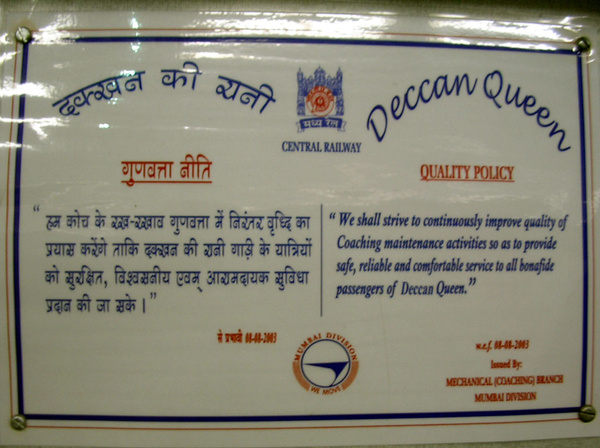 दक्खन की रानी
Deccan Queen
मध्य रेल
CENTRAL RAILWAY
गुणवत्ता नीति
QUALITY POLICY
“ हम कोच के रख-रखाव गुणवत्ता में निरंतर वृध्दि का
प्रयास करेंगे ताकि दक्खन की रानी गाड़ी के यात्रियों
को सुरक्षित, विश्वसनीय एवम् आरामदायक सुविधा
प्रदान की जा सके । ”
“ We shall strive to continuously improve quality of
Coaching maintenance activities so as to provide
safe, reliable and comfortable service to all bonafide
passengers of Deccan Queen.”
से प्रभावी 08-08-2003
MUMBAI DIVISION
WE MOVE
w.e.f. 08-08-2003
Issued By:
MECHANICAL (COACHING) BRANCH
MUMBAI DIVISION